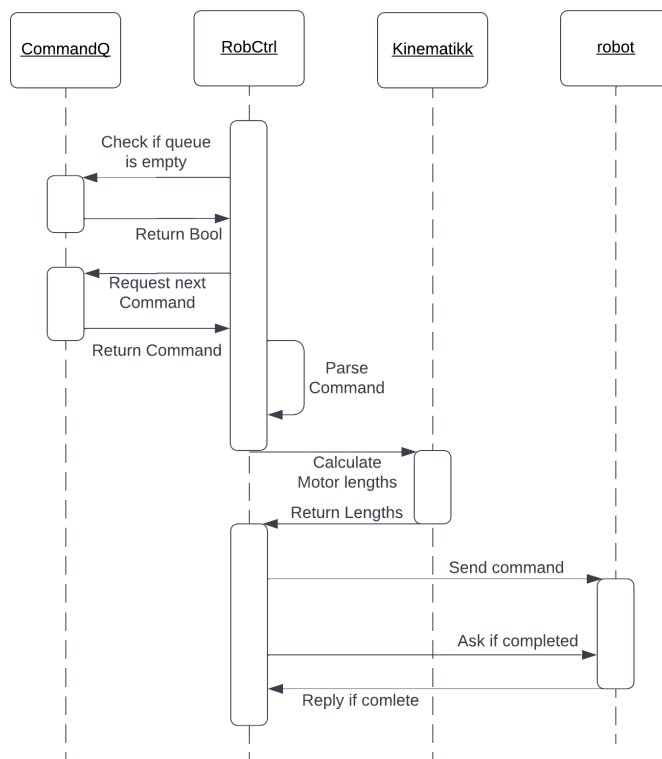 CommandQ
RobCtrl
Kinematikk
robot
Check if queue
is empty
Return Bool
Request next
Command
Return Command
Parse
Command
Calculate
Motor lengths
Return Lengths
Send command
Ask if completed
Reply if comlete